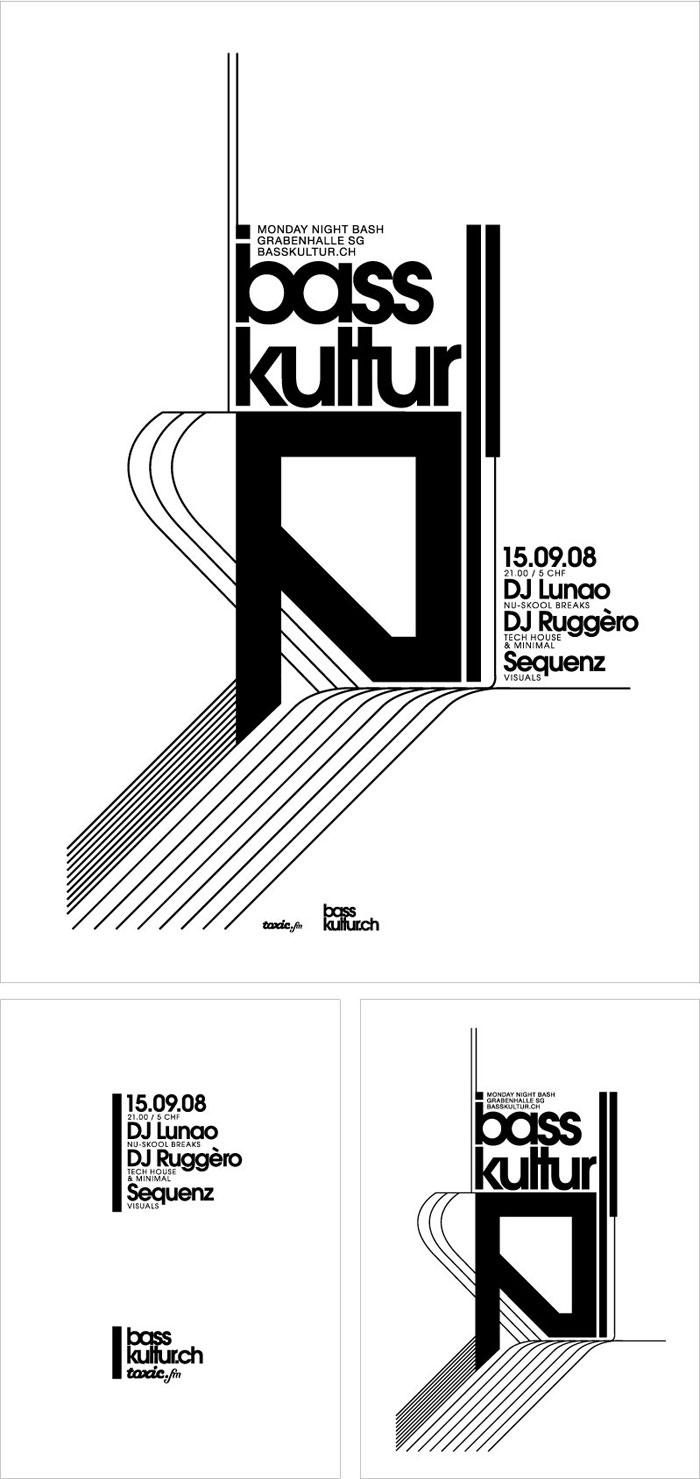 MONDAY NIGHT BASH
GRABENHALLE SG
BASSKULTUR.CH
bass
kultur
15.09.08
21.00 / 5 CHF
DJ Lunao
NU-SKOOL BREAKS
DJ Ruggèro
TECH HOUSE
& MINIMAL
Sequenz
VISUALS
toxic.fm
bass
kultur.ch
15.09.08
21.00 / 5 CHF
DJ Lunao
NU-SKOOL BREAKS
DJ Ruggèro
TECH HOUSE
& MINIMAL
Sequenz
VISUALS
bass
kultur.ch
toxic.fm
MONDAY NIGHT BASH
GRABENHALLE SG
BASSKULTUR.CH
bass
kultur